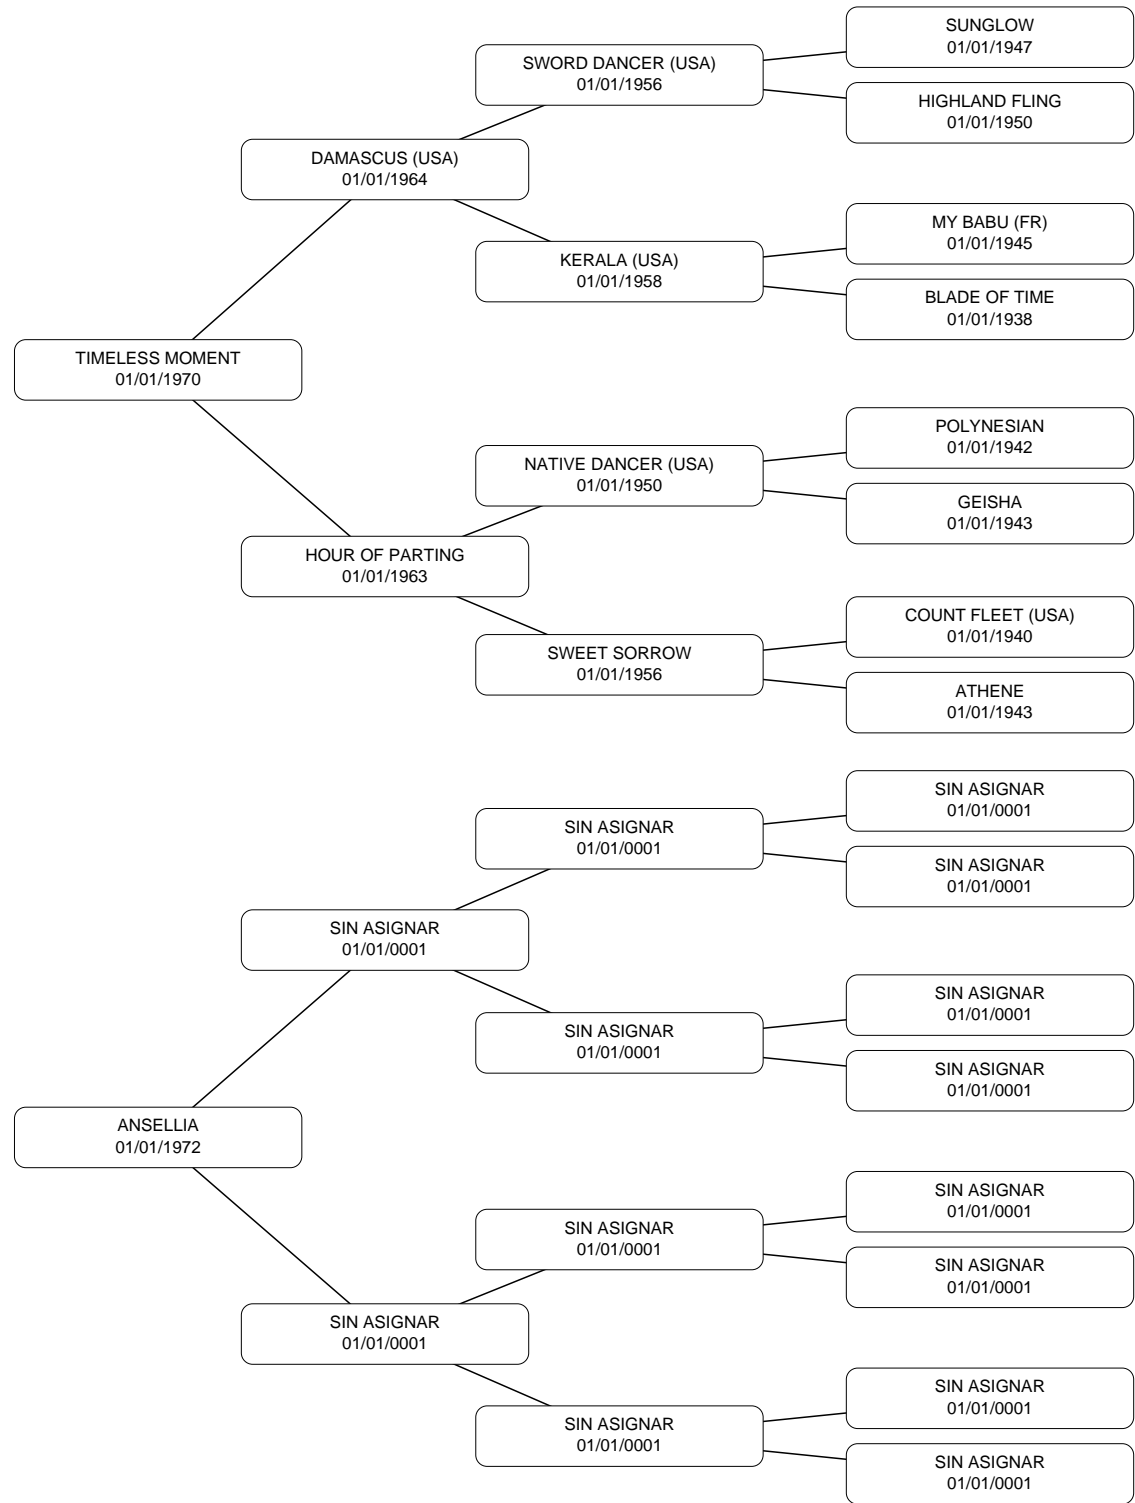 SUNGLOW
01/01/1947
SWORD DANCER (USA)
01/01/1956
HIGHLAND FLING
01/01/1950
DAMASCUS (USA)
01/01/1964
MY BABU (FR)
01/01/1945
KERALA (USA)
01/01/1958
BLADE OF TIME
01/01/1938
TIMELESS MOMENT
01/01/1970
POLYNESIAN
01/01/1942
NATIVE DANCER (USA)
01/01/1950
GEISHA
01/01/1943
HOUR OF PARTING
01/01/1963
COUNT FLEET (USA)
01/01/1940
SWEET SORROW
01/01/1956
ATHENE
01/01/1943
SIN ASIGNAR
01/01/0001
SIN ASIGNAR
01/01/0001
SIN ASIGNAR
01/01/0001
SIN ASIGNAR
01/01/0001
SIN ASIGNAR
01/01/0001
SIN ASIGNAR
01/01/0001
SIN ASIGNAR
01/01/0001
ANSELLIA
01/01/1972
SIN ASIGNAR
01/01/0001
SIN ASIGNAR
01/01/0001
SIN ASIGNAR
01/01/0001
SIN ASIGNAR
01/01/0001
SIN ASIGNAR
01/01/0001
SIN ASIGNAR
01/01/0001
SIN ASIGNAR
01/01/0001